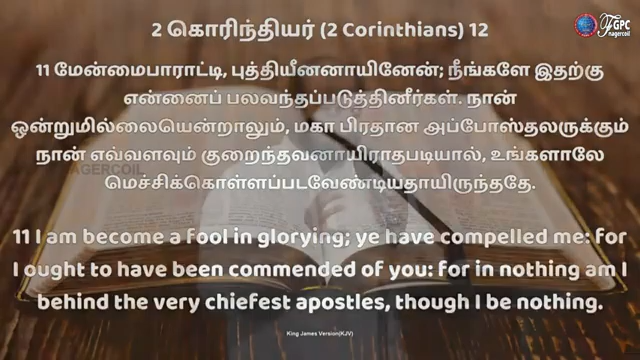 2 கொரிந்தியர் (2 Corinthians) 12
FGPC
nagercoil
11 மேன்மைபாராட்டி, புத்தியீனனாயினேன்; நீங்களே இதற்கு
என்னைப் பலவந்தப்படுத்தினீர்கள். நான்
ஒன்றுமில்லையென்றாலும், மகா பிரதான அப்போஸ்தலருக்கும்
நான் எவ்வளவும் குறைந்தவனாயிராதபடியால், உங்களாலே
மெச்சிக்கொள்ளப்படவேண்டியதாயிருந்ததே.
AGERCOIL
11 I am become a fool in glorying; ye have compelled me: for
I ought to have been commended of you: for in nothing am I
behind the very chiefest apostles, though I be nothing.
King James Version(KJV)